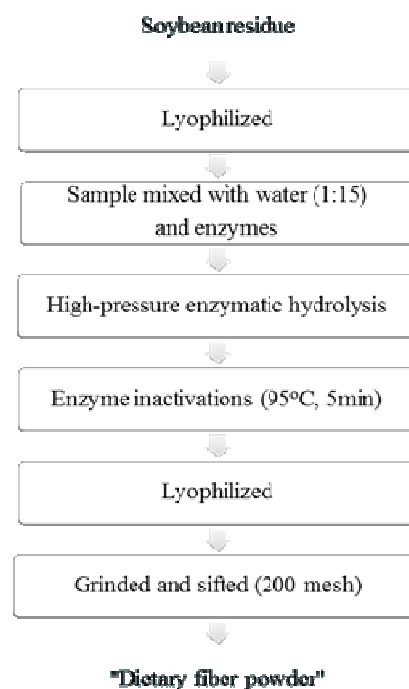 Soybean residue
Lyophilized
Sample mixed with water (1:15)
and enzymes
High-pressure enzymatic hydrolysis
Enzyme inactivations (95ºC, 5min)
Lyophilized
Grinded and sifted (200 mesh)
"Dietary fiber powder"